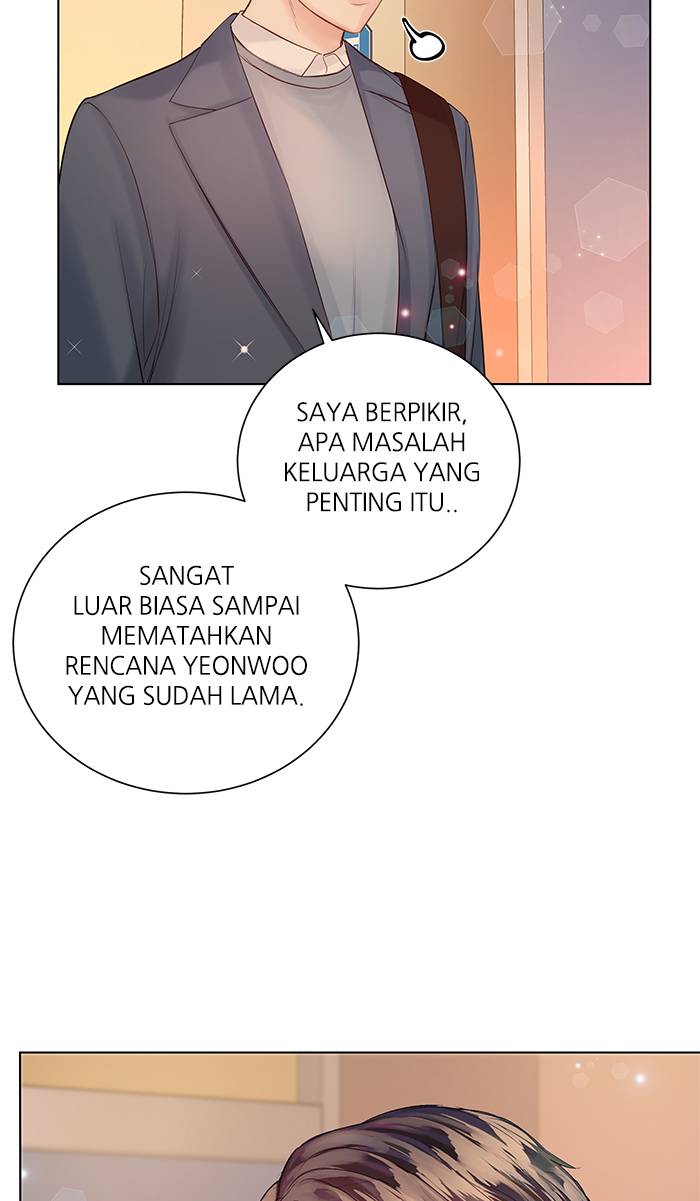 SAYA BERPIKIR,
APA MASALAH
KELUARGA YANG
PENTING ITU..
SANGAT
LUAR BIASA SAMPAI
MEMATAHKAN
RENCANA YEONWOO
YANG SUDAH LAMA.